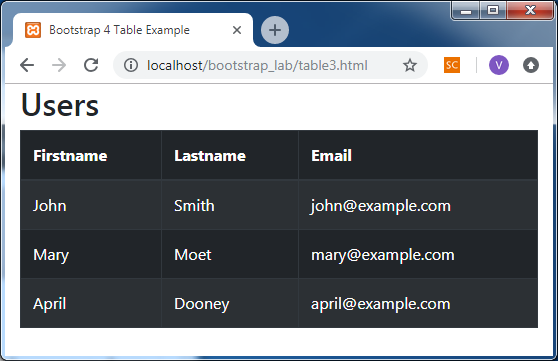 Bootstrap 4 Table Example
localhost/bootstrap_lab/table3.html
SC
V
Users
Firstname Lastname Email
John Smith john@example.com
Mary Moet mary@example.com
April Dooney april@example.com